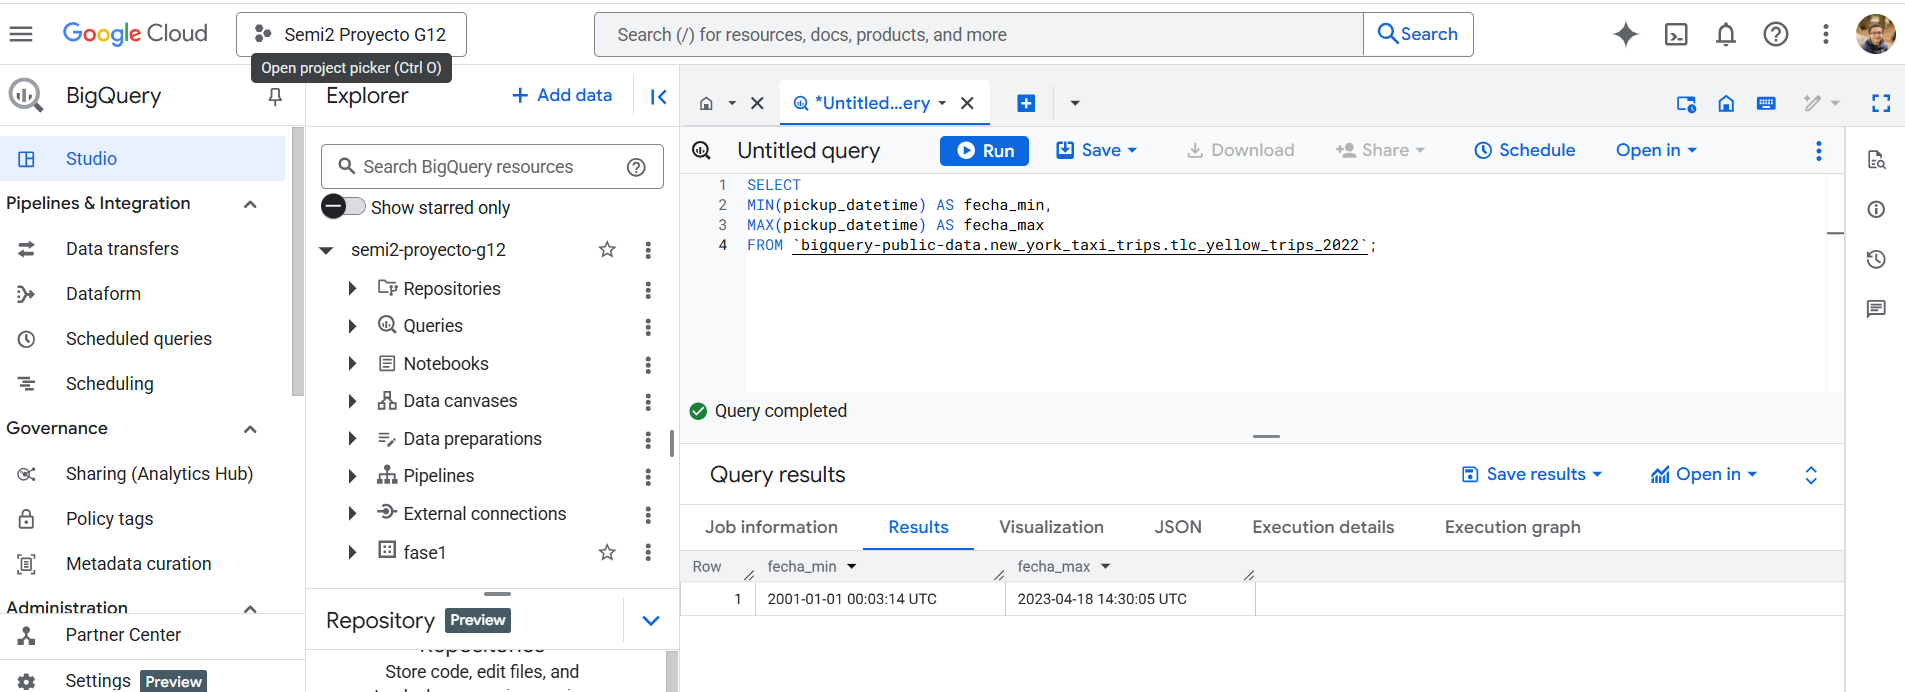 Google Cloud
Semi2 Proyecto G12
Search (/) for resources, docs, products, and more
Search
Open project picker (Ctrl O)
BigQuery
Studio
Pipelines & Integration
Data transfers
Dataform
Scheduled queries
Scheduling
Governance
Sharing (Analytics Hub)
Policy tags
Metadata curation
Administration
Partner Center
Settings Preview
Explorer
Add data
Search BigQuery resources
Show starred only
semi2-proyecto-g12
Repositories
Queries
Notebooks
Data canvases
Data preparations
Pipelines
External connections
fase1
Repository Preview
Repositories
Store code, edit files, and
*Untitled...ery
Untitled query
Run
Save
Download
Share
Schedule
Open in
1 SELECT
2 MIN(pickup_datetime) AS fecha_min,
3 MAX(pickup_datetime) AS fecha_max
4 FROM `bigquery-public-data.new_york_taxi_trips.tlc_yellow_trips_2022`;
Query completed
Query results
Save results
Open in
Job information
Results
Visualization
JSON
Execution details
Execution graph
Row fecha_min fecha_max
1 2001-01-01 00:03:14 UTC 2023-04-18 14:30:05 UTC